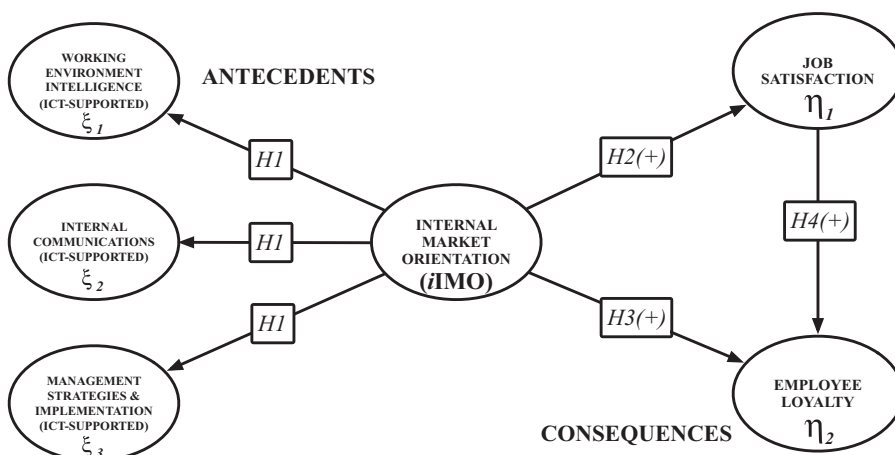 WORKING
ENVIRONMENT
INTELLIGENCE
(ICT-SUPPORTED)
ξ1
ANTECEDENTS
JOB
SATISFACTION
η1
H1
H2(+)
INTERNAL
COMMUNICATIONS
(ICT-SUPPORTED)
ξ2
H1
INTERNAL
MARKET
ORIENTATION
(iIMO)
H4(+)
H1
H3(+)
MANAGEMENT
STRATEGIES &
IMPLEMENTATION
(ICT-SUPPORTED)
ξ3
EMPLOYEE
LOYALTY
η2
CONSEQUENCES